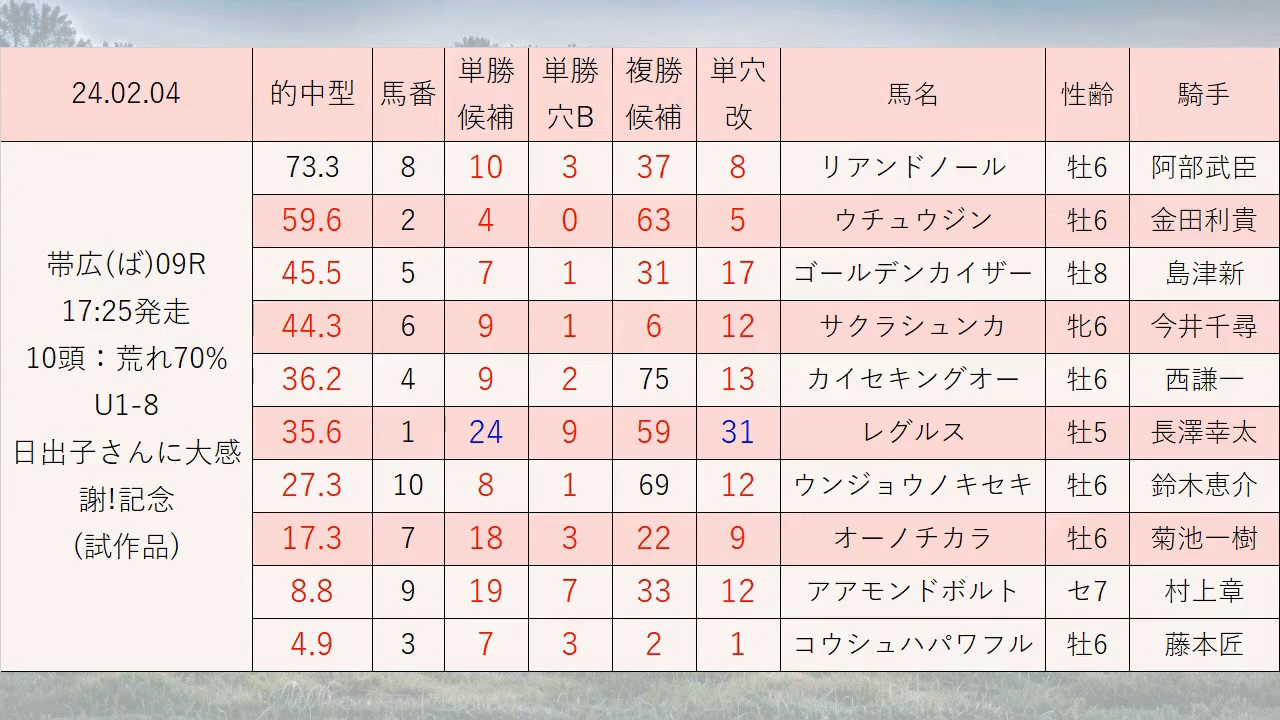 24.02.04 的中型 馬番 単勝候補 単勝穴B 複勝候補 単穴改 馬名 性齢 騎手
帯広(ば)09R
17:25発走
10頭：荒れ70%
U1-8
日出子さんに大感
謝!記念
(試作品)
73.3 8 10 3 37 8 リアンドノール 牡6 阿部武臣
59.6 2 4 0 63 5 ウチュウジン 牡6 金田利貴
45.5 5 7 1 31 17 ゴールデンカイザー 牡8 島津新
44.3 6 9 1 6 12 サクラシュンカ 牝6 今井千尋
36.2 4 9 2 75 13 カイセキングオー 牡6 西謙一
35.6 1 24 9 59 31 レグルス 牡5 長澤幸太
27.3 10 8 1 69 12 ウンジョウノキセキ 牡6 鈴木恵介
17.3 7 18 3 22 9 オーノチカラ 牡6 菊池一樹
8.8 9 19 7 33 12 アアモンドボルト セ7 村上章
4.9 3 7 3 2 1 コウシュハパワフル 牡6 藤本匠